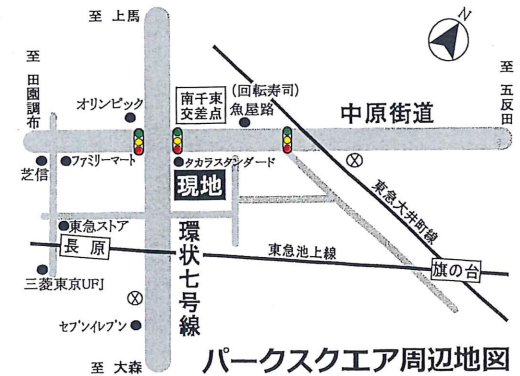 至 上馬
N
至 田園調布
オリンピック
南千束
交差点
(回転寿司)
魚屋路
中原街道
至 五反田
芝信
ファミリーマート
タカラスタンダード
現地
東急大井町線
東急ストア
長原
環状七号線
東急池上線
旗の台
三菱東京UFJ
セブンイレブン
至 大森
パークスクエア周辺地図